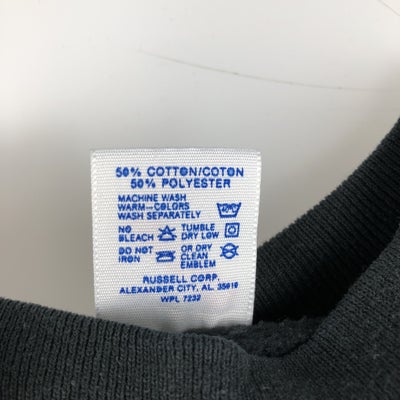 50% COTTON/COTON
50% POLYESTER
MACHINE WASH
WARM-COLORS
WASH SEPARATELY
NO BLEACH TUMBLE DRY LOW
DO NOT IRON OR DRY CLEAN EMBLEM
RUSSELL CORP.
ALEXANDER CITY, AL. 35010
WPL 7232